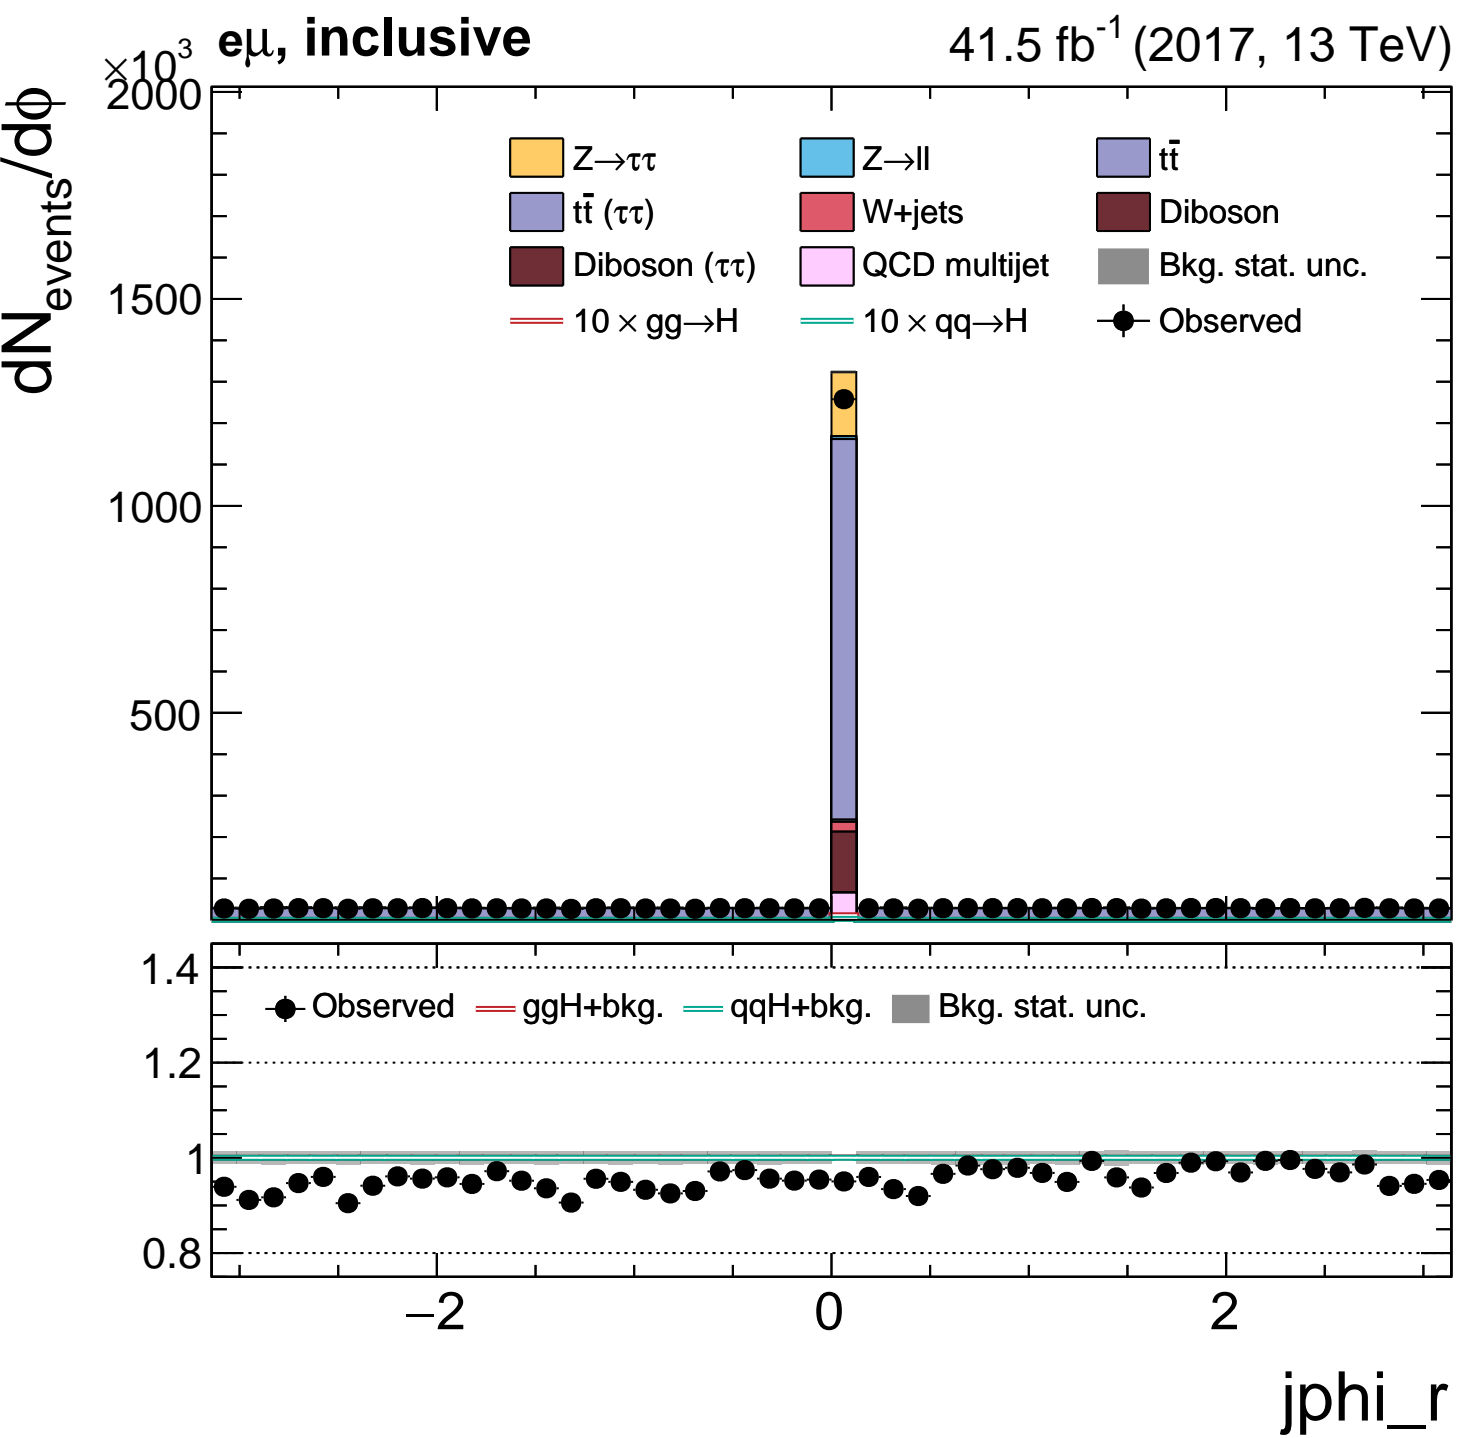 ×10³ eμ, inclusive 41.5 fb⁻¹ (2017, 13 TeV)
dN_events/dϕ
2000
1500
1000
500
Z→ττ Z→ll tt̄
tt̄ (ττ) W+jets Diboson
Diboson (ττ) QCD multijet Bkg. stat. unc.
10 × gg→H 10 × qq→H Observed
1.4
Observed ggH+bkg. qqH+bkg. Bkg. stat. unc.
1.2
1
0.8
−2 0 2
jphi_r